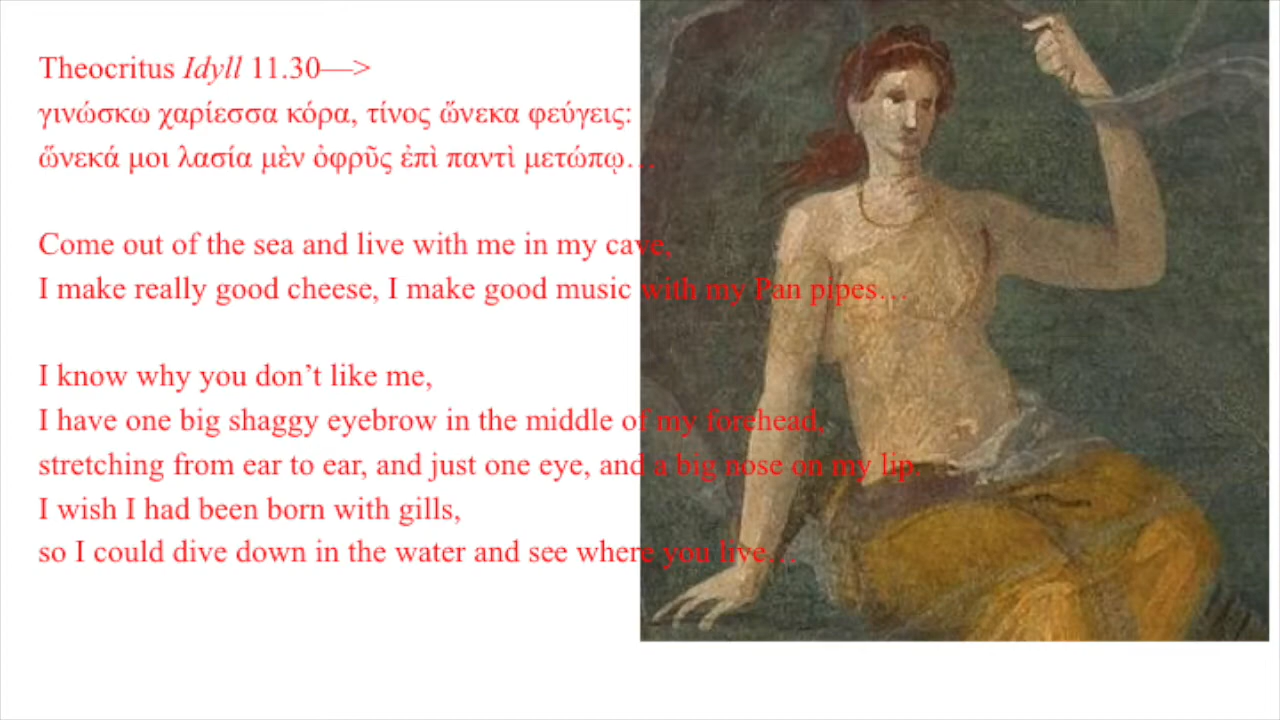 Theocritus Idyll 11.30—>
γινώσκω χαρίεσσα κόρα, τίνος ὥνεκα φεύγεις:
ὥνεκά μοι λασία μὲν ὀφρῦς ἐπὶ παντὶ μετώπῳ…
Come out of the sea and live with me in my cave,
I make really good cheese, I make good music with my Pan pipes…
I know why you don’t like me,
I have one big shaggy eyebrow in the middle of my forehead,
stretching from ear to ear, and just one eye, and a big nose on my lip.
I wish I had been born with gills,
so I could dive down in the water and see where you live…